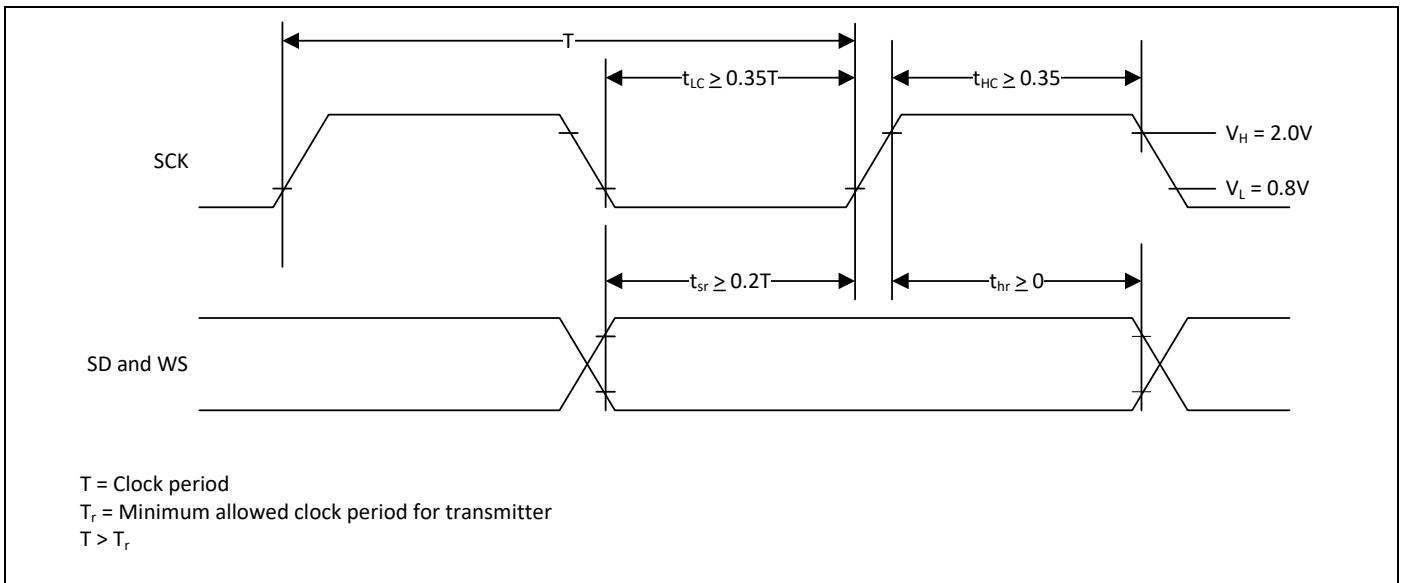 T
t_LC ≥ 0.35T
t_HC ≥ 0.35
V_H = 2.0V
SCK
V_L = 0.8V
t_sr ≥ 0.2T
t_hr ≥ 0
SD and WS
T = Clock period
T_r = Minimum allowed clock period for transmitter
T > T_r